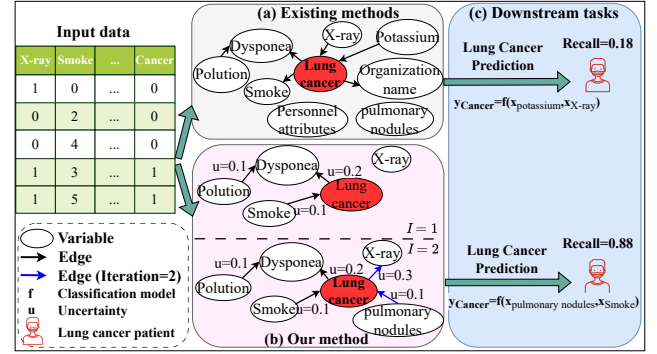 Input data
X-ray Smoke ... Cancer
1 0 ... 0
0 2 ... 0
0 4 ... 0
1 3 ... 1
1 5 ... 1
Variable
Edge
Edge (Iteration=2)
f Classification model
u Uncertainty
Lung cancer patient
(a) Existing methods
X-ray
Potassium
Dysponea
Lung
cancer
Polution
Smoke
Organization
name
Personnel
attributes
pulmonary
nodules
X-ray
Dysponea
u=0.1
u=0.2
Polution
Lung
cancer
Smoke
u=0.1
I = 1
I = 2
X-ray
Dysponea
u=0.1
u=0.2
u=0.3
Polution
Lung
cancer
u=0.1
Smoke
u=0.1
pulmonary
nodules
(b) Our method
(c) Downstream tasks
Lung Cancer
Prediction
Recall=0.18
yCancer=f(xpotassium,xX-ray)
Lung Cancer
Prediction
Recall=0.88
yCancer=f(xpulmonary nodules,xSmoke)